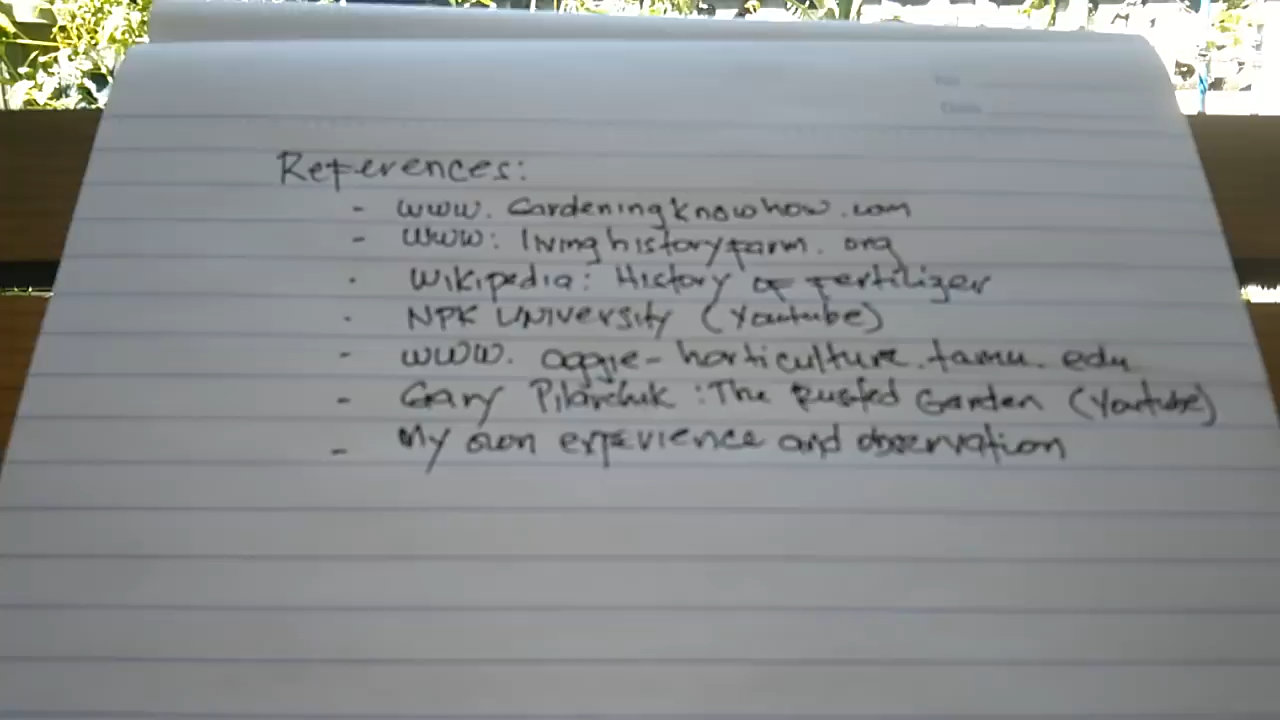 References:
- www. Gardeningknowhow.com
- www: livinghistoryfarm. org
- Wikipedia: History of Fertilizer
- NPK University (Youtube)
- www. aggie-horticulture.tamu.edu
- Gary Pilarchuk : The Rusted Garden (Youtube)
- My own experience and observation